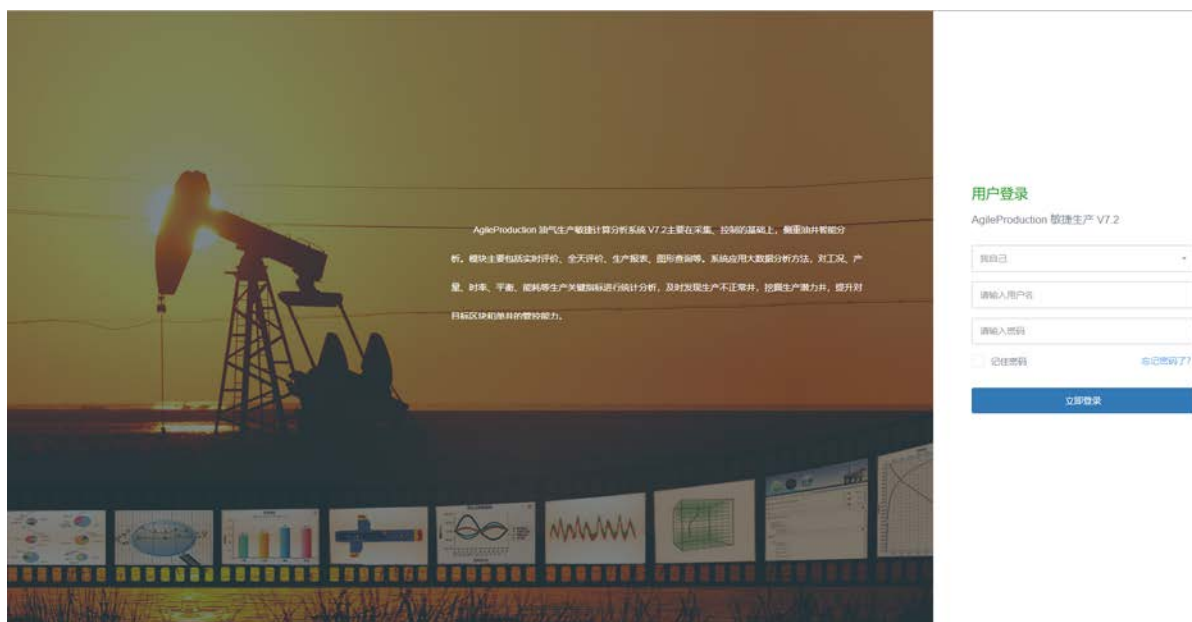 AgileProduction 油气生产敏捷计算分析系统 V7.2主要在采集、控制的基础上，侧重油井智能分
析。模块主要包括实时评价、全天评价、生产报表、图形查询等。系统应用大数据分析方法，对工况、产
量、时率、平衡、能耗等生产关键指标进行统计分析，及时发现生产不正常井，挖掘生产潜力井，提升对
目标区块和单井的管控能力。
用户登录
AgileProduction 敏捷生产 V7.2
我自己
请输入用户名
请输入密码
记住密码
忘记密码了?
立即登录